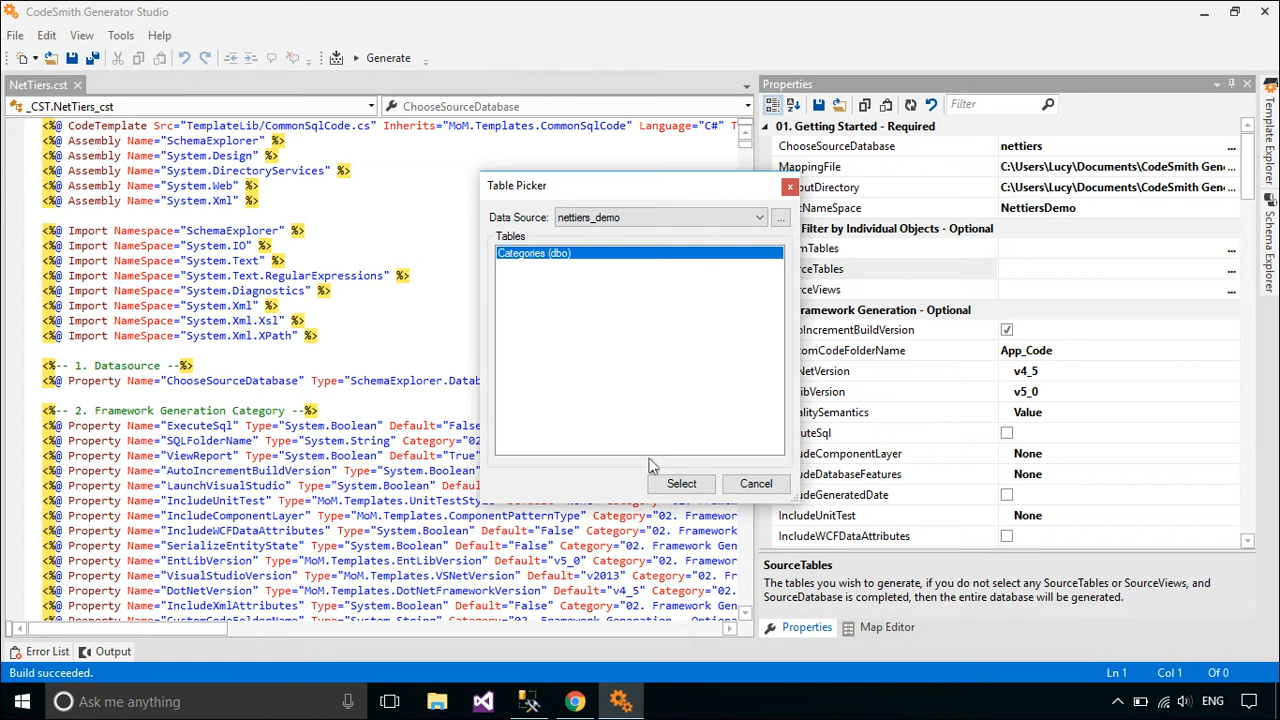 CodeSmith Generator Studio
File Edit View Tools Help
Generate
NetTiers.cst
_CST.NetTiers_cst
ChooseSourceDatabase
<%@ CodeTemplate Src="TemplateLib/CommonSqlCode.cs" Inherits="MoM.Templates.CommonSqlCode" Language="C#" T
<%@ Assembly Name="SchemaExplorer" %>
<%@ Assembly Name="System.Design" %>
<%@ Assembly Name="System.DirectoryServices" %>
<%@ Assembly Name="System.Web" %>
<%@ Assembly Name="System.Xml" %>
<%@ Import NameSpace="SchemaExplorer" %>
<%@ Import NameSpace="System.IO" %>
<%@ Import NameSpace="System.Text" %>
<%@ Import NameSpace="System.Text.RegularExpressions" %>
<%@ Import NameSpace="System.Diagnostics" %>
<%@ Import NameSpace="System.Xml" %>
<%@ Import NameSpace="System.Xml.Xsl" %>
<%@ Import NameSpace="System.Xml.XPath" %>
<%-- 1. Datasource --%>
<%@ Property Name="ChooseSourceDatabase" Type="SchemaExplorer.Datab
<%-- 2. Framework Generation Category --%>
<%@ Property Name="ExecuteSql" Type="System.Boolean" Default="False
<%@ Property Name="SQLFolderName" Type="System.String" Category="02
<%@ Property Name="ViewReport" Type="System.Boolean" Default="True"
<%@ Property Name="AutoIncrementBuildVersion" Type="System.Boolean"
<%@ Property Name="LaunchVisualStudio" Type="System.Boolean" Defaul
<%@ Property Name="IncludeUnitTest" Type="MoM.Templates.UnitTestSty
<%@ Property Name="IncludeComponentLayer" Type="MoM.Templates.ComponentPatternType" Category="02. Framewor
<%@ Property Name="IncludeWCFDataAttributes" Type="System.Boolean" Default="False" Category="02. Framework
<%@ Property Name="SerializeEntityState" Type="System.Boolean" Default="False" Category="02. Framework Gen
<%@ Property Name="EntLibVersion" Type="MoM.Templates.EntLibVersion" Default="v5_0" Category="02. Framewor
<%@ Property Name="VisualStudioVersion" Type="MoM.Templates.VSNetVersion" Default="v2013" Category="02. Fra
<%@ Property Name="DotNetVersion" Type="MoM.Templates.DotNetFrameworkVersion" Default="v4_5" Category="02.
<%@ Property Name="IncludeXmlAttributes" Type="System.Boolean" Default="False" Category="02. Framework Gen
Table Picker
Data Source: nettiers_demo ...
Tables
Categories (dbo)
Select Cancel
Properties
Filter
01. Getting Started - Required
ChooseSourceDatabase nettiers ...
MappingFile C:\Users\Lucy\Documents\CodeSmith Gene ...
utputDirectory C:\Users\Lucy\Documents\CodeSmith Gene ...
tNameSpace NettiersDemo
Filter by Individual Objects - Optional
mTables ...
rceTables ...
rceViews ...
ramework Generation - Optional
oIncrementBuildVersion
tomCodeFolderName App_Code
NetVersion v4_5
LibVersion v5_0
alitySemantics Value
cuteSql
udeComponentLayer None
udeDatabaseFeatures None
udeGeneratedDate
IncludeUnitTest None
IncludeWCFDataAttributes
SourceTables
The tables you wish to generate, if you do not select any SourceTables or SourceViews, and
SourceDatabase is completed, then the entire database will be generated.
Properties Map Editor
Template Explorer
Schema Explorer
Error List Output
Build succeeded. Ln 1 Col 1 Of 0
Ask me anything
ENG